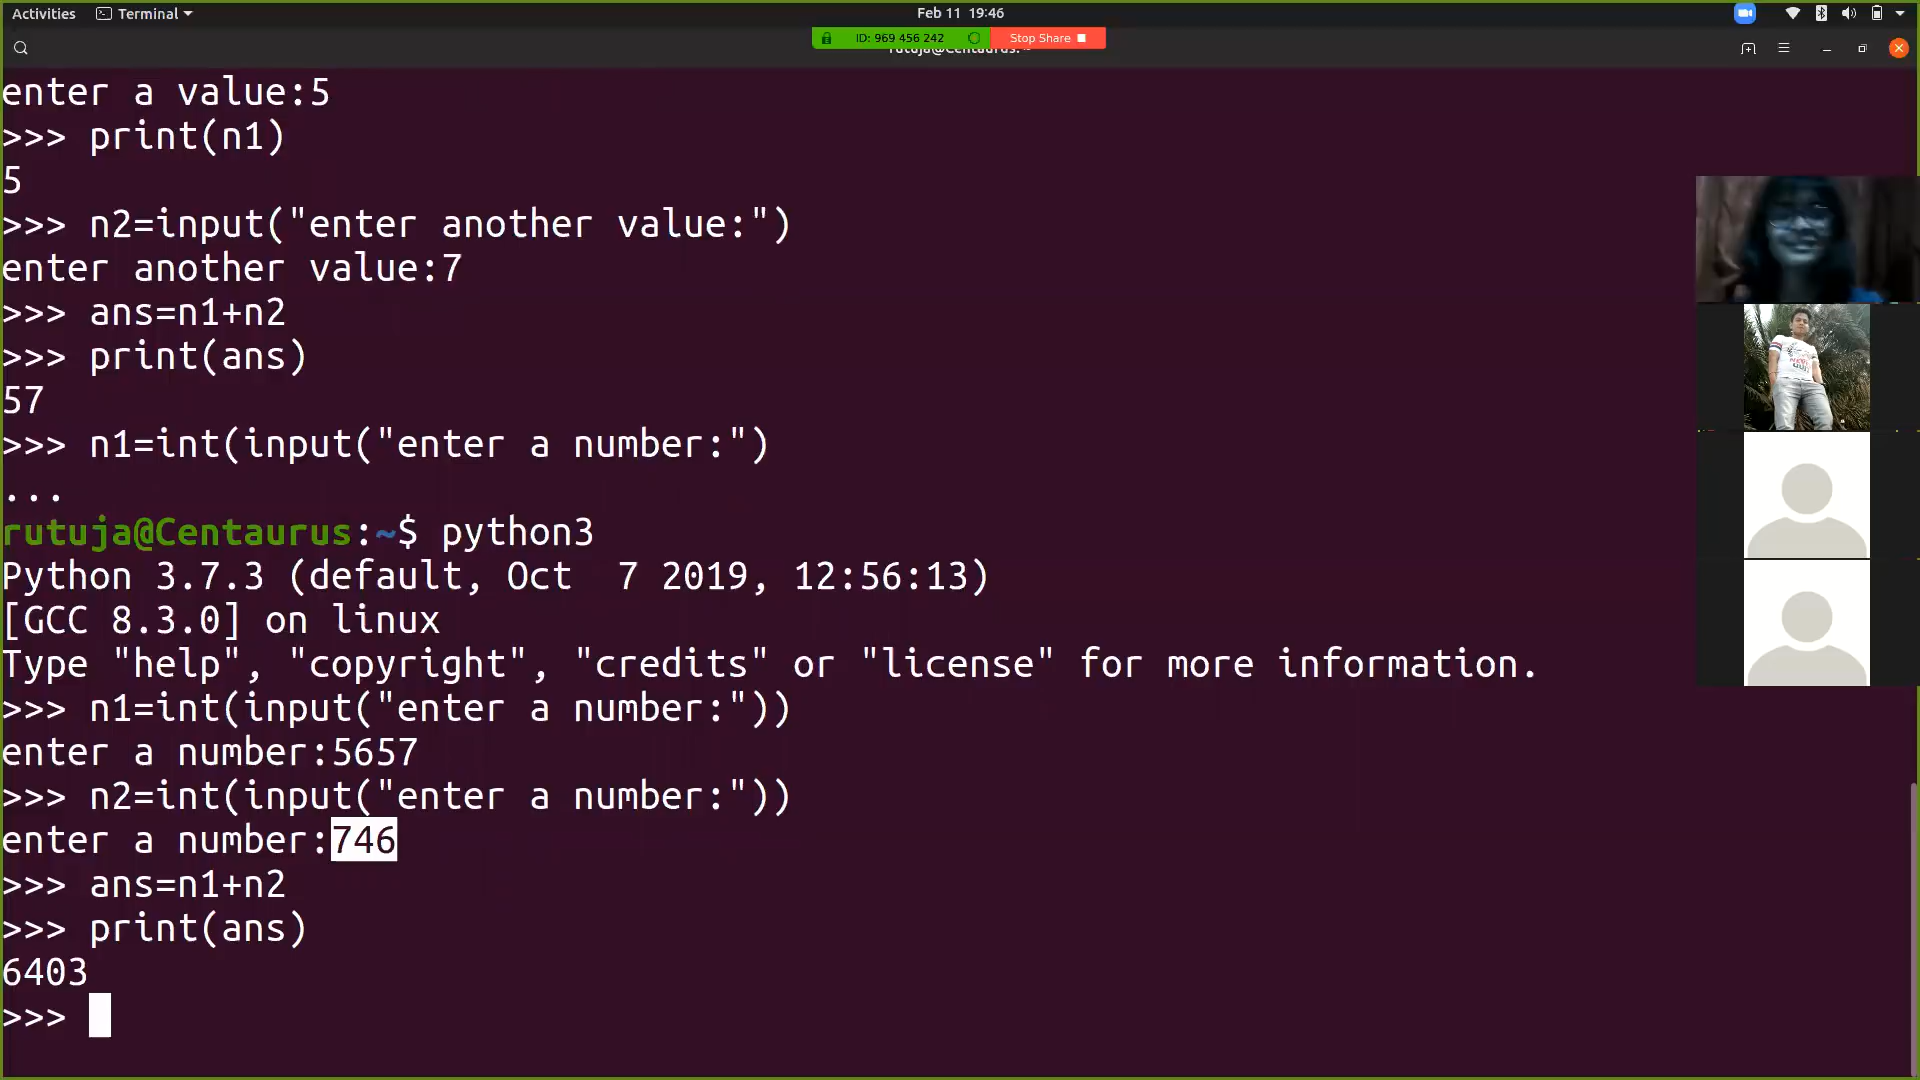 Activities
Terminal
Feb 11 19:46
ID: 969 456 242
Stop Share
rutuja@Centaurus: ~
enter a value:5
>>> print(n1)
5
>>> n2=input("enter another value:")
enter another value:7
>>> ans=n1+n2
>>> print(ans)
57
>>> n1=int(input("enter a number:")
...
rutuja@Centaurus:~$ python3
Python 3.7.3 (default, Oct  7 2019, 12:56:13)
[GCC 8.3.0] on linux
Type "help", "copyright", "credits" or "license" for more information.
>>> n1=int(input("enter a number:"))
enter a number:5657
>>> n2=int(input("enter a number:"))
enter a number:746
>>> ans=n1+n2
>>> print(ans)
6403
>>>